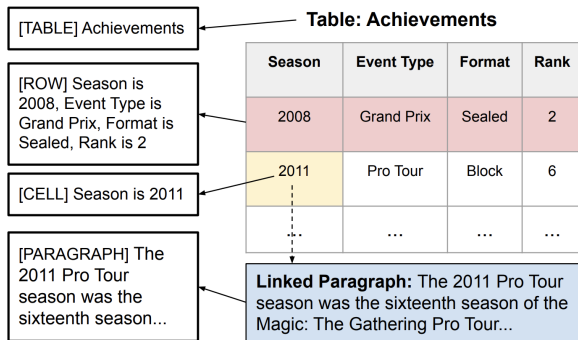 [TABLE] Achievements
[ROW] Season is
2008, Event Type is
Grand Prix, Format is
Sealed, Rank is 2
[CELL] Season is 2011
[PARAGRAPH] The
2011 Pro Tour
season was the
sixteenth season...
Table: Achievements
Season Event Type Format Rank
2008 Grand Prix Sealed 2
2011 Pro Tour Block 6
... ... ... ...
Linked Paragraph: The 2011 Pro Tour
season was the sixteenth season of the
Magic: The Gathering Pro Tour...